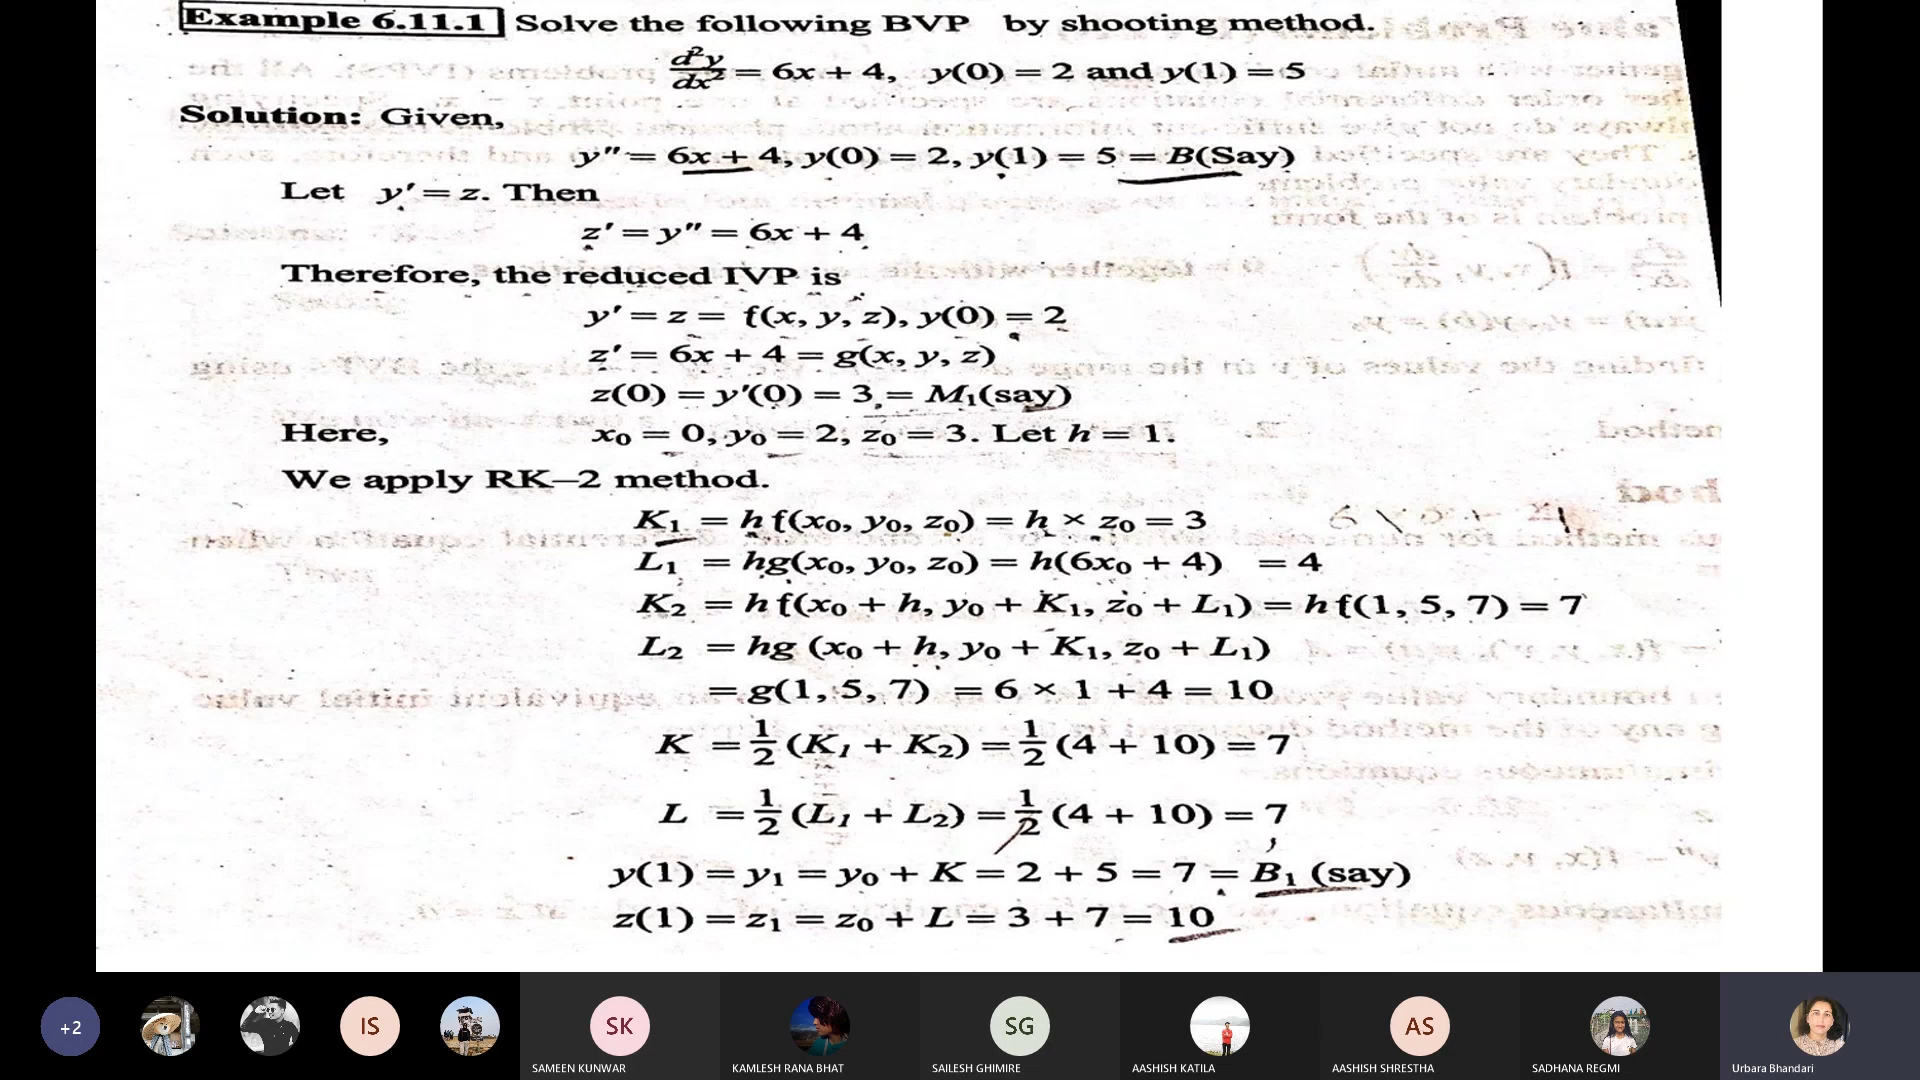 Example 6.11.1 Solve the following BVP by shooting method.
d²y/dx² = 6x + 4, y(0) = 2 and y(1) = 5
Solution: Given,
y″ = 6x + 4, y(0) = 2, y(1) = 5 = B(Say)
Let y′ = z. Then
z′ = y″ = 6x + 4
Therefore, the reduced IVP is
y′ = z = f(x, y, z), y(0) = 2
z′ = 6x + 4 = g(x, y, z)
z(0) = y′(0) = 3 = M₁(say)
Here, x₀ = 0, y₀ = 2, z₀ = 3. Let h = 1.
We apply RK–2 method.
K₁ = h f(x₀, y₀, z₀) = h × z₀ = 3
L₁ = hg(x₀, y₀, z₀) = h(6x₀ + 4) = 4
K₂ = h f(x₀ + h, y₀ + K₁, z₀ + L₁) = h f(1, 5, 7) = 7
L₂ = hg (x₀ + h, y₀ + K₁, z₀ + L₁)
= g(1, 5, 7) = 6 × 1 + 4 = 10
K = 1/2 (K₁ + K₂) = 1/2 (4 + 10) = 7
L = 1/2 (L₁ + L₂) = 1/2 (4 + 10) = 7
y(1) = y₁ = y₀ + K = 2 + 5 = 7 = B₁ (say)
z(1) = z₁ = z₀ + L = 3 + 7 = 10
+2
IS
SK
SG
AS
SAMEEN KUNWAR
KAMLESH RANA BHAT
SAILESH GHIMIRE
AASHISH KATILA
AASHISH SHRESTHA
SADHANA REGMI
Urbara Bhandari